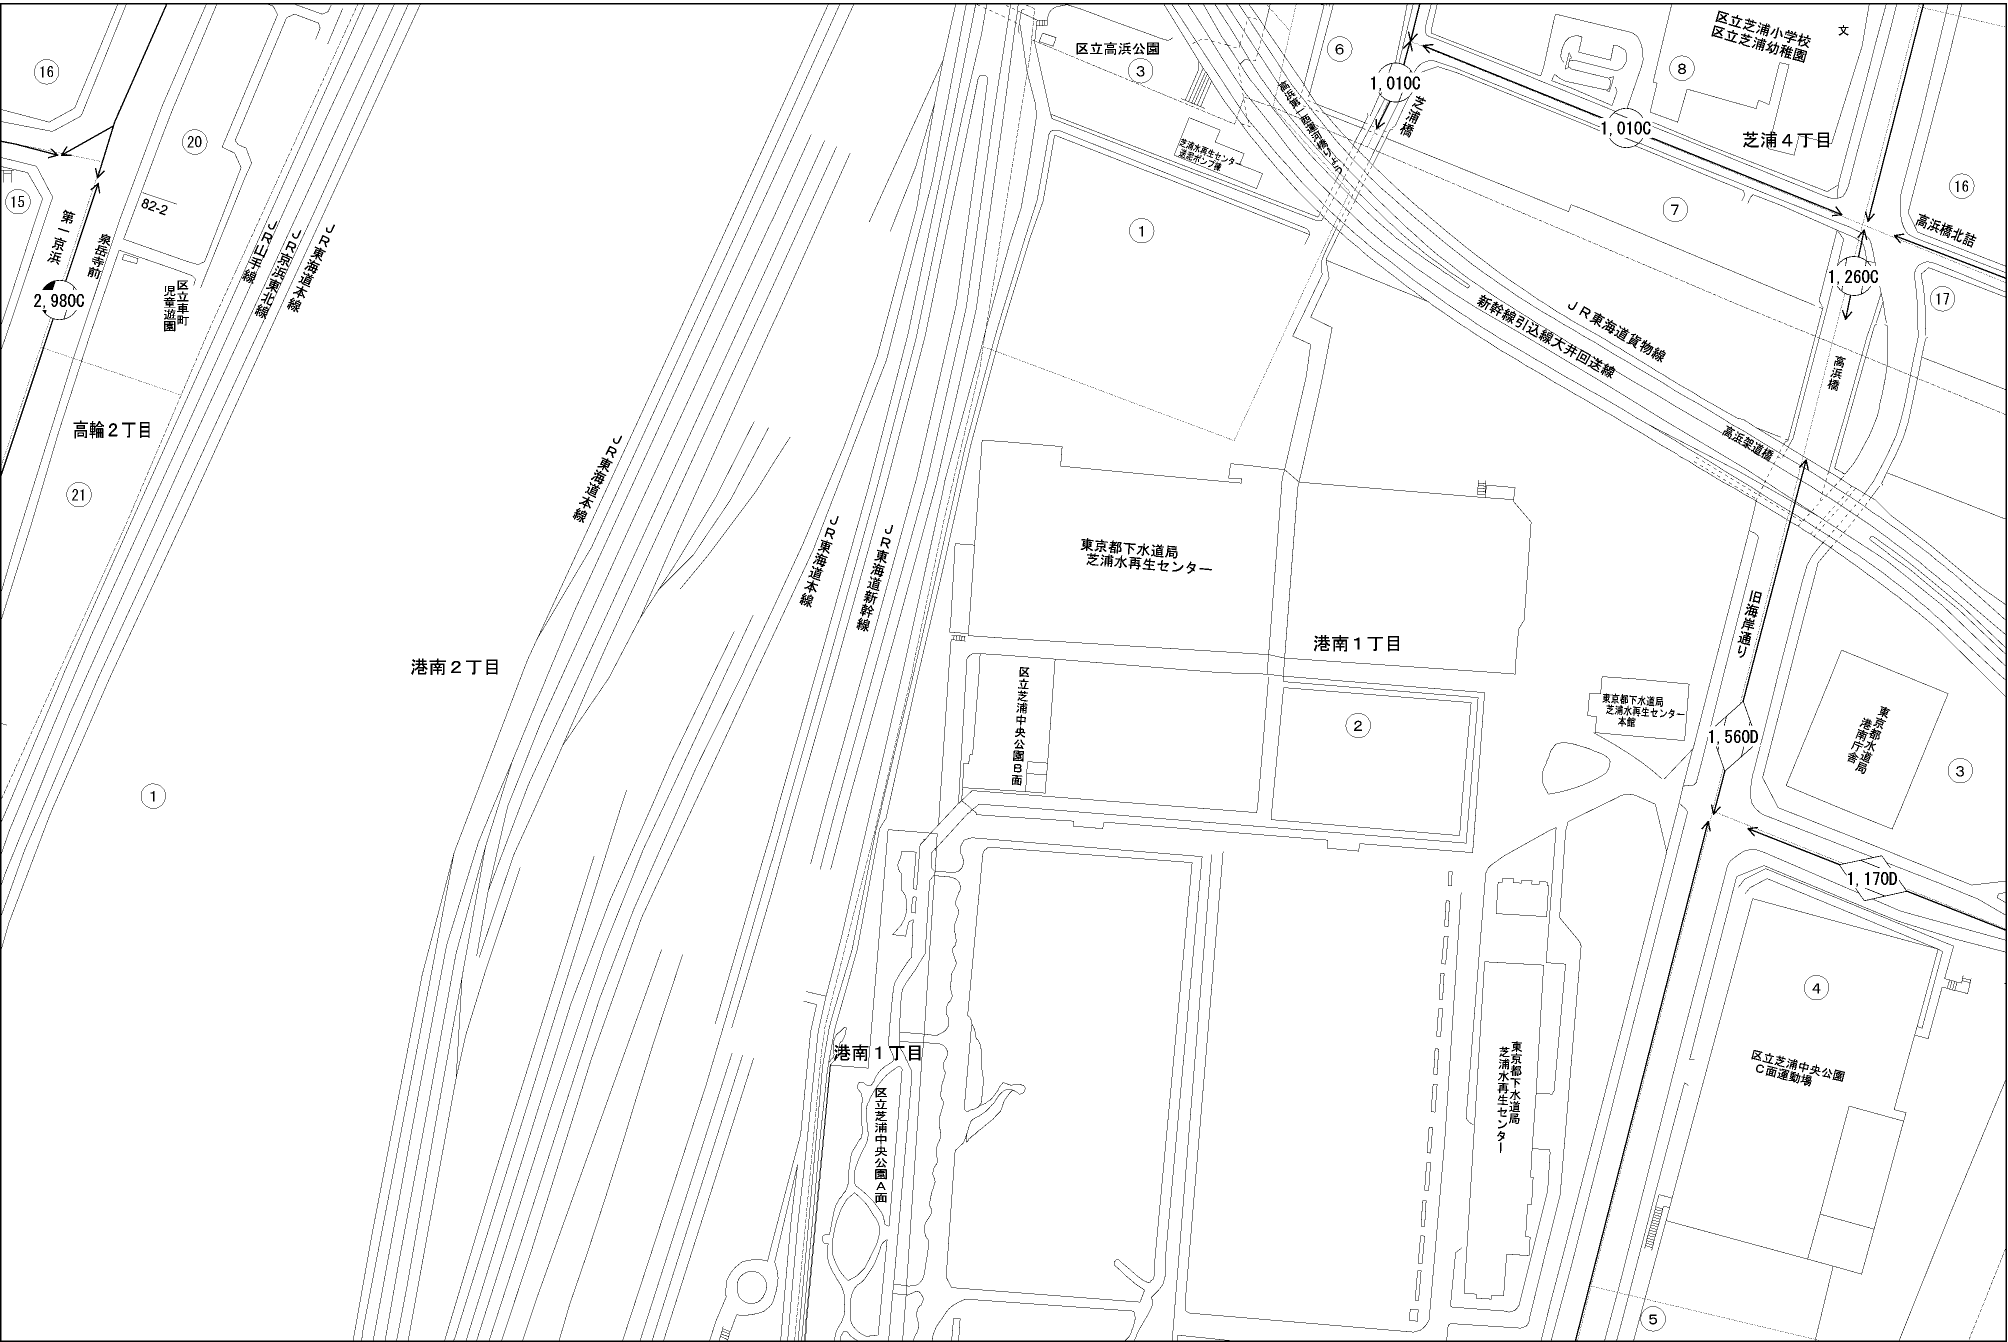 16
20
15
82-2
第一京浜
泉岳寺前
2,980C
区立車町
児童遊園
JR山手線
JR京浜東北線
JR東海道本線
高輪2丁目
21
1
港南2丁目
JR東海道本線
JR東海道本線
JR東海道新幹線
区立高浜公園
3
芝浦水再生センター
1
高浜第一西運河橋りょう
6
1,010C
芝浦橋
1,010C
8
区立芝浦小学校
区立芝浦幼稚園
文
芝浦4丁目
7
16
高浜橋北詰
1,260C
17
高浜橋
JR東海道貨物線
新幹線引込線大井回送線
高浜架道橋
東京都下水道局
芝浦水再生センター
港南1丁目
旧海岸通り
区立芝浦中央公園B面
2
東京都下水道局
芝浦水再生センター
本館
1,560D
東京都水道局
港南庁舎
3
1,170D
4
区立芝浦中央公園
C面運動場
港南1丁目
区立芝浦中央公園A面
東京都下水道局
芝浦水再生センター
5